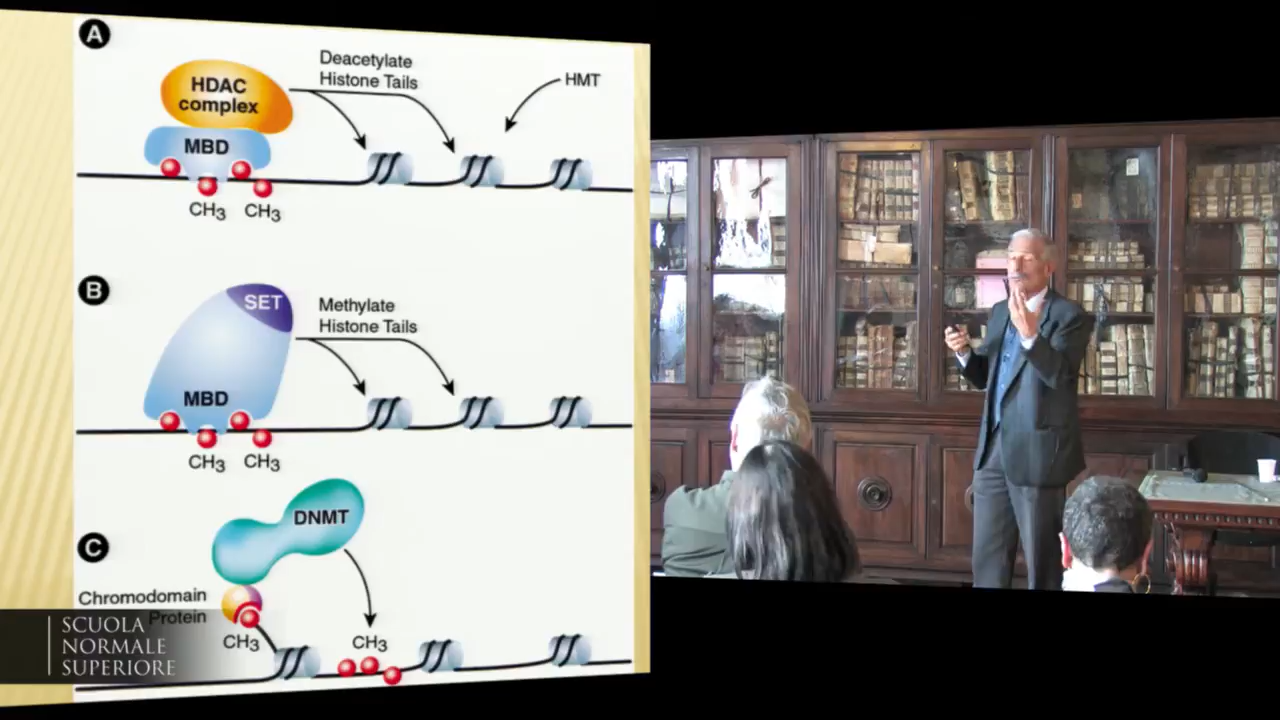 A
HDAC
complex
Deacetylate
Histone Tails
HMT
MBD
CH3 CH3
B
SET
Methylate
Histone Tails
MBD
CH3 CH3
DNMT
C
Chromodomain
Protein
CH3 CH3
SCUOLA
NORMALE
SUPERIORE